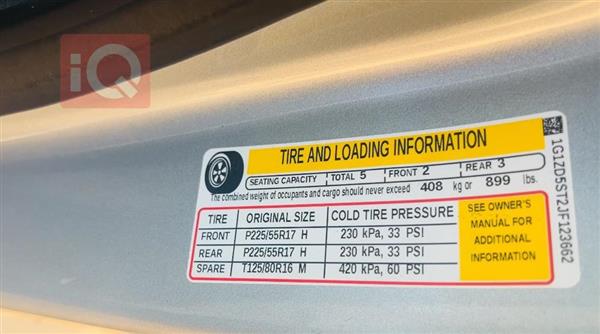 iQ
TIRE AND LOADING INFORMATION
SEATING CAPACITY | TOTAL 5 | FRONT 2 | REAR 3
The combined weight of occupants and cargo should never exceed 408 kg or 899 lbs.
TIRE ORIGINAL SIZE COLD TIRE PRESSURE
FRONT P225/55R17 H 230 kPa, 33 PSI
REAR P225/55R17 H 230 kPa, 33 PSI
SPARE T125/80R16 M 420 kPa, 60 PSI
SEE OWNER'S
MANUAL FOR
ADDITIONAL
INFORMATION
1G1ZD5ST2JF123662